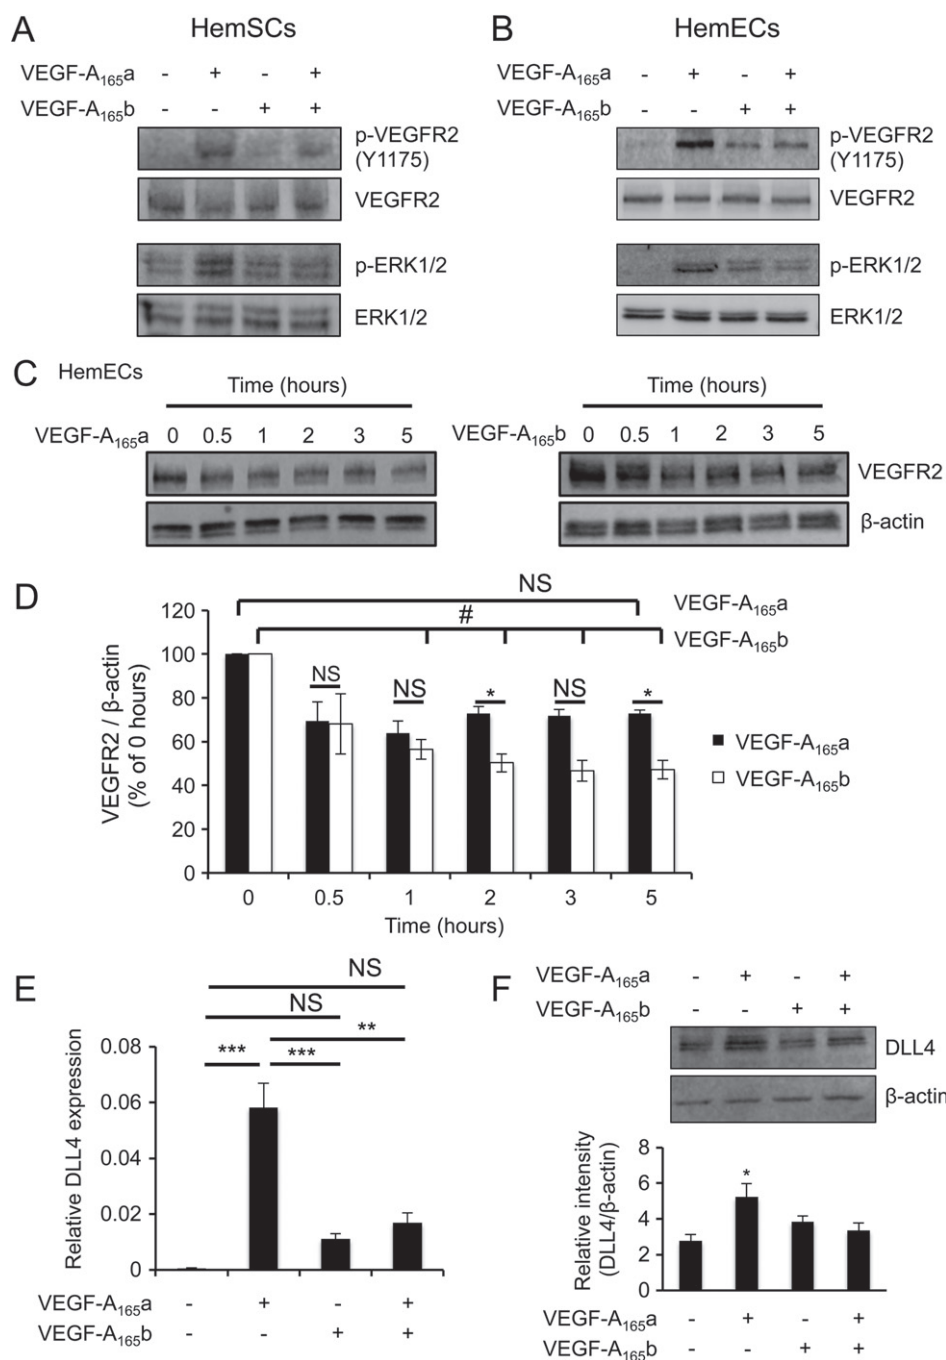 A HemSCs
VEGF-A₁₆₅a - + - +
VEGF-A₁₆₅b - - + +
p-VEGFR2
(Y1175)
VEGFR2
p-ERK1/2
ERK1/2
B HemECs
VEGF-A₁₆₅a - + - +
VEGF-A₁₆₅b - - + +
p-VEGFR2
(Y1175)
VEGFR2
p-ERK1/2
ERK1/2
C HemECs
Time (hours)
VEGF-A₁₆₅a 0 0.5 1 2 3 5
Time (hours)
VEGF-A₁₆₅b 0 0.5 1 2 3 5
VEGFR2
β-actin
D
NS VEGF-A₁₆₅a
# VEGF-A₁₆₅b
VEGFR2 / β-actin
(% of 0 hours)
120
100
80
60
40
20
0
NS NS * NS *
VEGF-A₁₆₅a
VEGF-A₁₆₅b
0 0.5 1 2 3 5
Time (hours)
E
NS
NS
**
*** ***
Relative DLL4 expression
0.08
0.06
0.04
0.02
0
VEGF-A₁₆₅a - + - +
VEGF-A₁₆₅b - - + +
F
VEGF-A₁₆₅a - + - +
VEGF-A₁₆₅b - - + +
DLL4
β-actin
Relative intensity
(DLL4/β-actin)
8
6
4
2
0
*
VEGF-A₁₆₅a - + - +
VEGF-A₁₆₅b - - + +